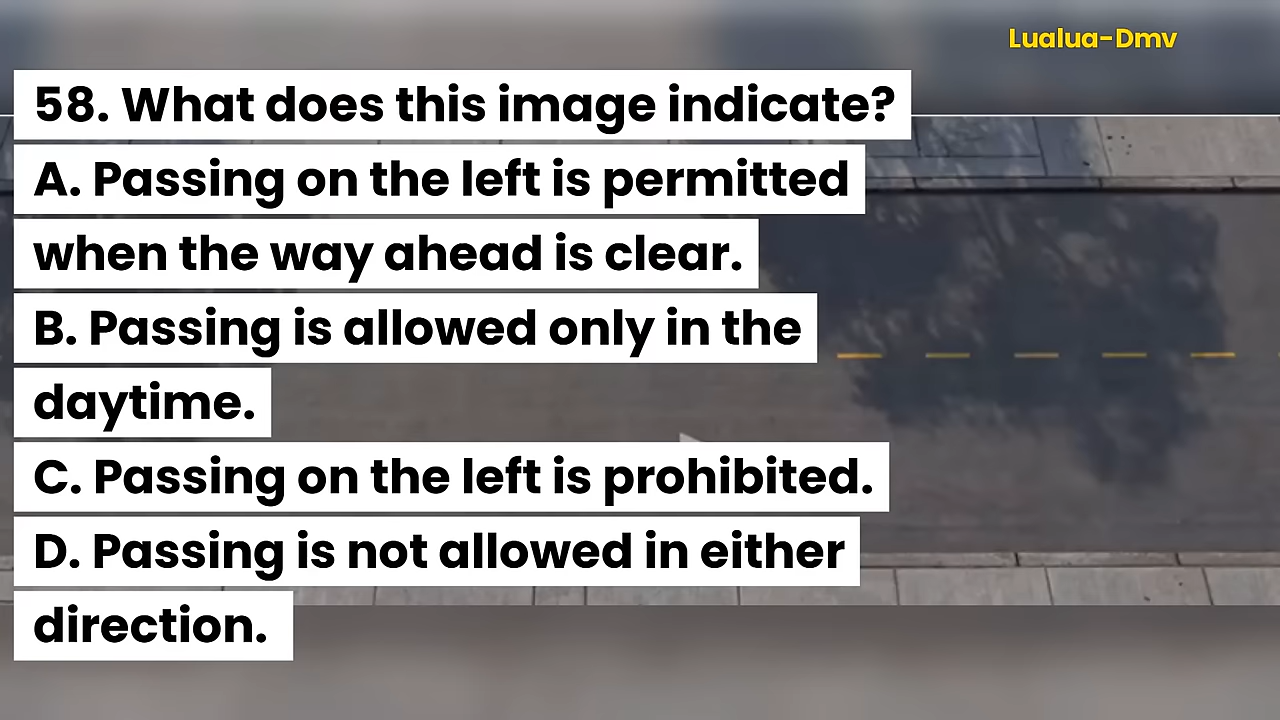 Lualua-Dmv
58. What does this image indicate?
A. Passing on the left is permitted
when the way ahead is clear.
B. Passing is allowed only in the
daytime.
C. Passing on the left is prohibited.
D. Passing is not allowed in either
direction.